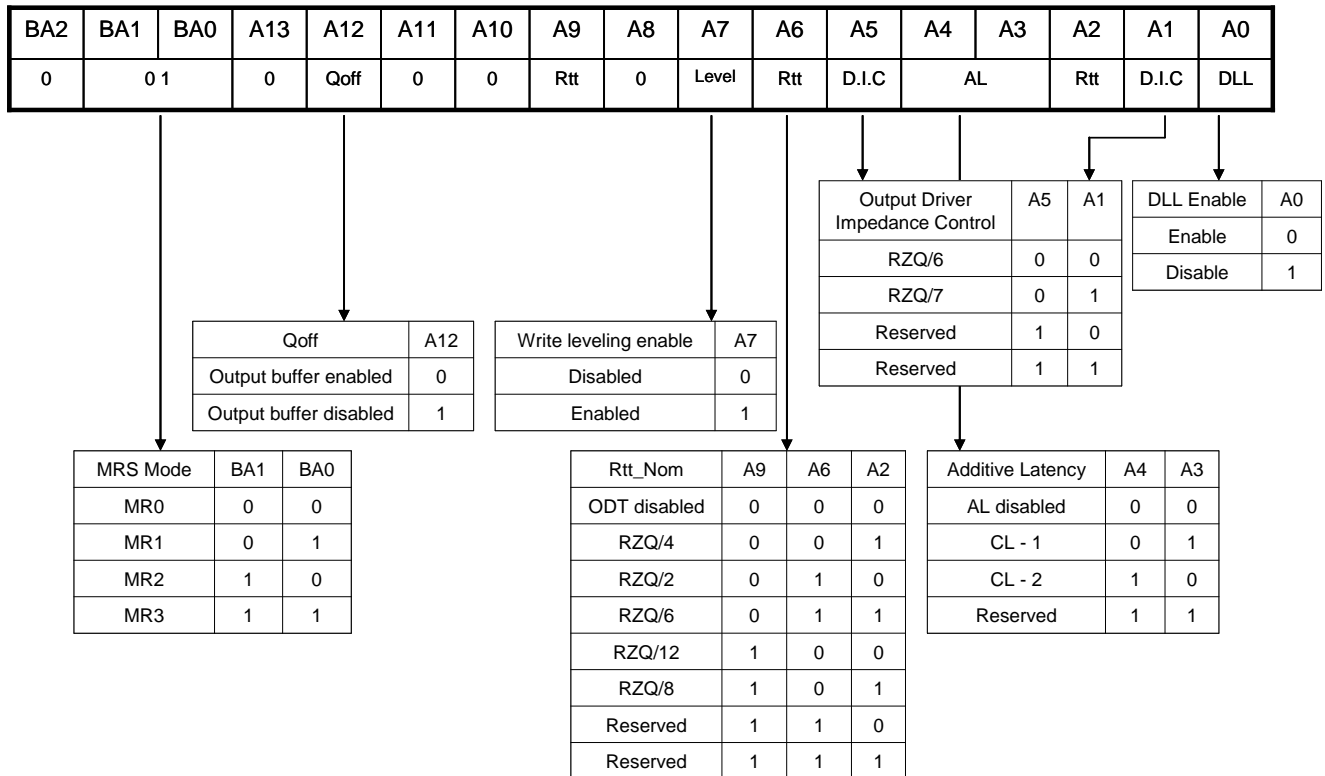 BA2 BA1 BA0 A13 A12 A11 A10 A9 A8 A7 A6 A5 A4 A3 A2 A1 A0
0 0 1 0 Qoff 0 0 Rtt 0 Level Rtt D.I.C AL Rtt D.I.C DLL
Output Driver
Impedance Control A5 A1
RZQ/6 0 0
RZQ/7 0 1
Reserved 1 0
Reserved 1 1
DLL Enable A0
Enable 0
Disable 1
Qoff A12
Output buffer enabled 0
Output buffer disabled 1
Write leveling enable A7
Disabled 0
Enabled 1
MRS Mode BA1 BA0
MR0 0 0
MR1 0 1
MR2 1 0
MR3 1 1
Rtt_Nom A9 A6 A2
ODT disabled 0 0 0
RZQ/4 0 0 1
RZQ/2 0 1 0
RZQ/6 0 1 1
RZQ/12 1 0 0
RZQ/8 1 0 1
Reserved 1 1 0
Reserved 1 1 1
Additive Latency A4 A3
AL disabled 0 0
CL - 1 0 1
CL - 2 1 0
Reserved 1 1